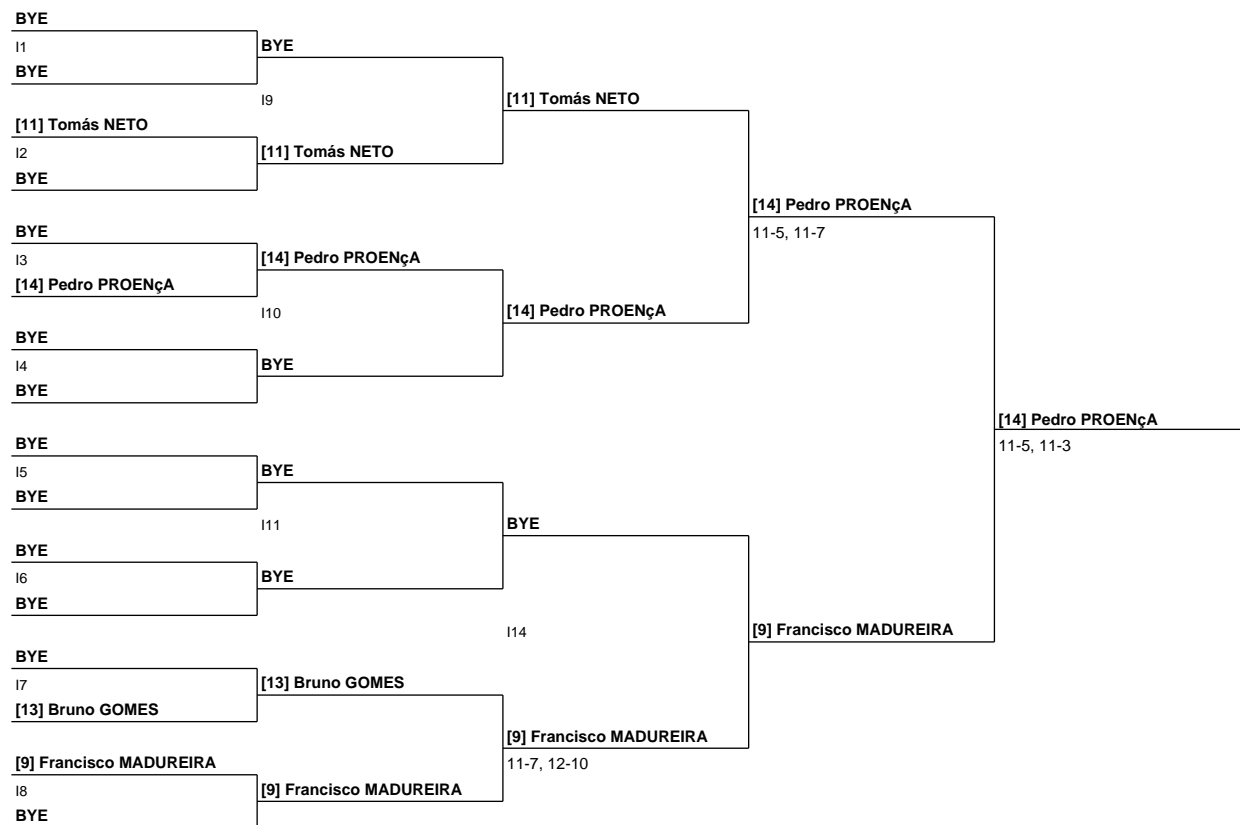 BYE
I1
BYE
BYE
I9
[11] Tomás NETO
[11] Tomás NETO
I2
[11] Tomás NETO
BYE
[14] Pedro PROENçA
11-5, 11-7
BYE
I3
[14] Pedro PROENçA
[14] Pedro PROENçA
I10
[14] Pedro PROENçA
BYE
I4
BYE
BYE
[14] Pedro PROENçA
11-5, 11-3
BYE
I5
BYE
BYE
I11
BYE
BYE
I6
BYE
BYE
I14
[9] Francisco MADUREIRA
BYE
I7
[13] Bruno GOMES
[13] Bruno GOMES
[9] Francisco MADUREIRA
11-7, 12-10
[9] Francisco MADUREIRA
I8
[9] Francisco MADUREIRA
BYE